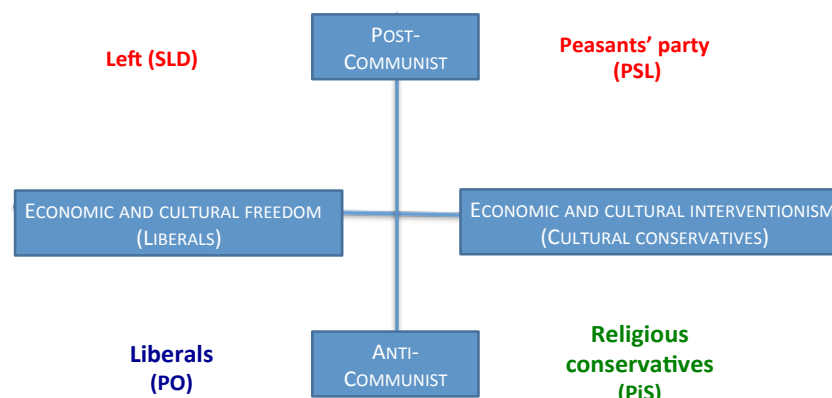 POST-
COMMUNIST
Left (SLD)
Peasants' party
(PSL)
ECONOMIC AND CULTURAL FREEDOM
(LIBERALS)
ECONOMIC AND CULTURAL INTERVENTIONISM
(CULTURAL CONSERVATIVES)
Liberals
(PO)
ANTI-
COMMUNIST
Religious
conservatives
(PiS)